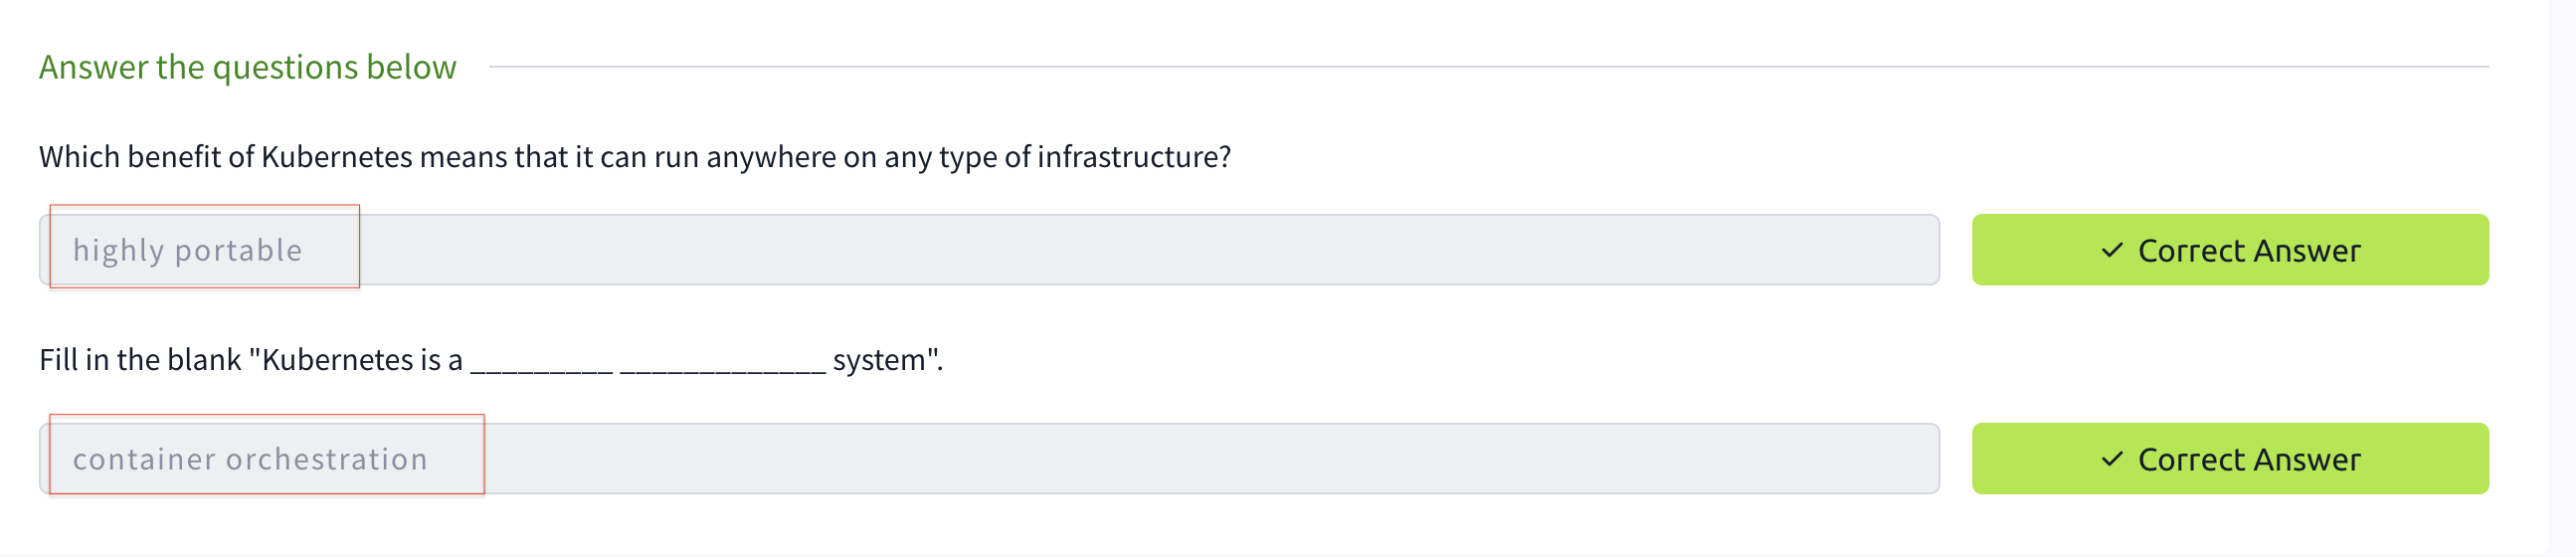 Answer the questions below
Which benefit of Kubernetes means that it can run anywhere on any type of infrastructure?
highly portable
✓ Correct Answer
Fill in the blank "Kubernetes is a _________ _____________ system".
container orchestration
✓ Correct Answer